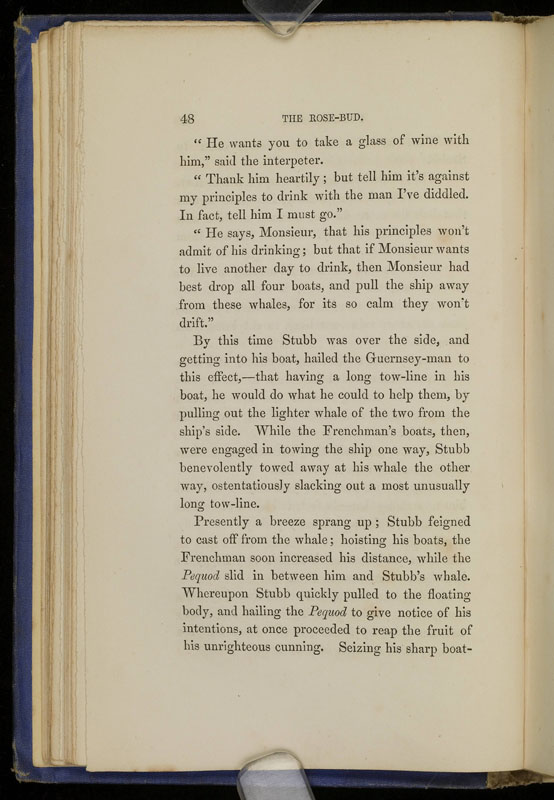 48 THE ROSE-BUD.
“ He wants you to take a glass of wine with
him,” said the interpeter.
“ Thank him heartily ; but tell him it’s against
my principles to drink with the man I’ve diddled.
In fact, tell him I must go.”
“ He says, Monsieur, that his principles won’t
admit of his drinking ; but that if Monsieur wants
to live another day to drink, then Monsieur had
best drop all four boats, and pull the ship away
from these whales, for its so calm they won’t
drift.”
By this time Stubb was over the side, and
getting into his boat, hailed the Guernsey-man to
this effect,—that having a long tow-line in his
boat, he would do what he could to help them, by
pulling out the lighter whale of the two from the
ship’s side. While the Frenchman’s boats, then,
were engaged in towing the ship one way, Stubb
benevolently towed away at his whale the other
way, ostentatiously slacking out a most unusually
long tow-line.
Presently a breeze sprang up ; Stubb feigned
to cast off from the whale ; hoisting his boats, the
Frenchman soon increased his distance, while the
Pequod slid in between him and Stubb’s whale.
Whereupon Stubb quickly pulled to the floating
body, and hailing the Pequod to give notice of his
intentions, at once proceeded to reap the fruit of
his unrighteous cunning. Seizing his sharp boat-